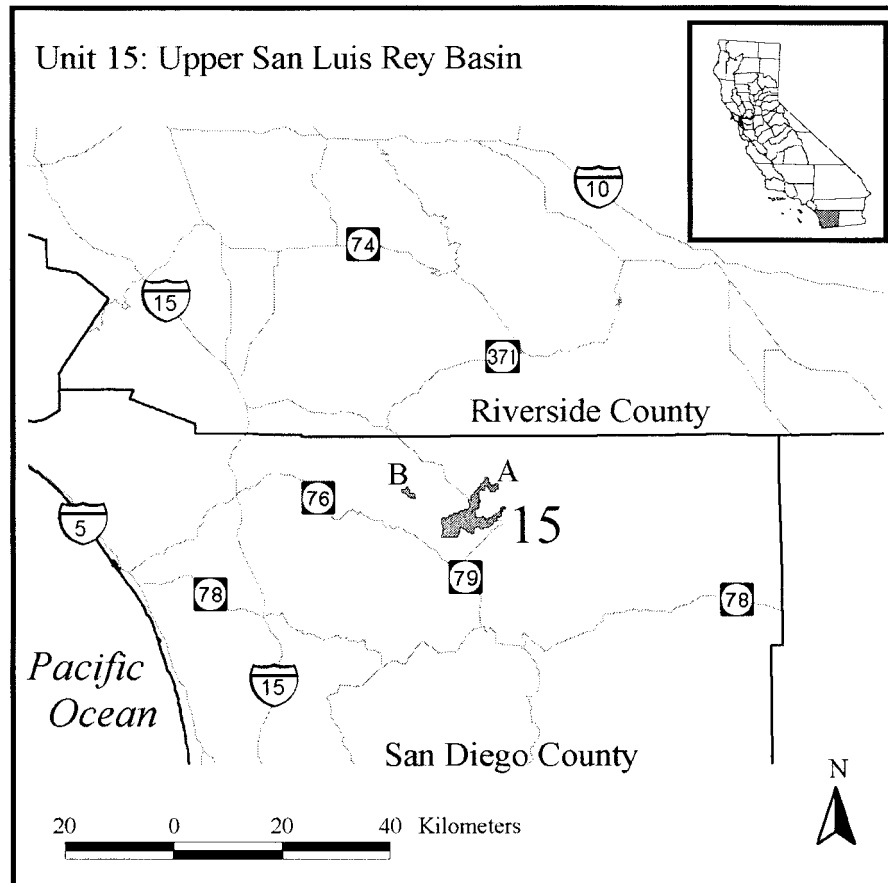 Unit 15: Upper San Luis Rey Basin
10
74
15
371
Riverside County
B
A
76
15
5
79
78
78
Pacific
Ocean
15
San Diego County
N
20 0 20 40 Kilometers